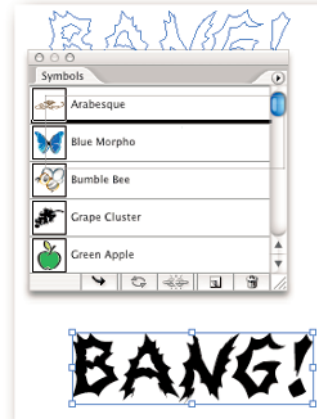 BANG!
Symbols
Arabesque
Blue Morpho
Bumble Bee
Grape Cluster
Green Apple
BANG!